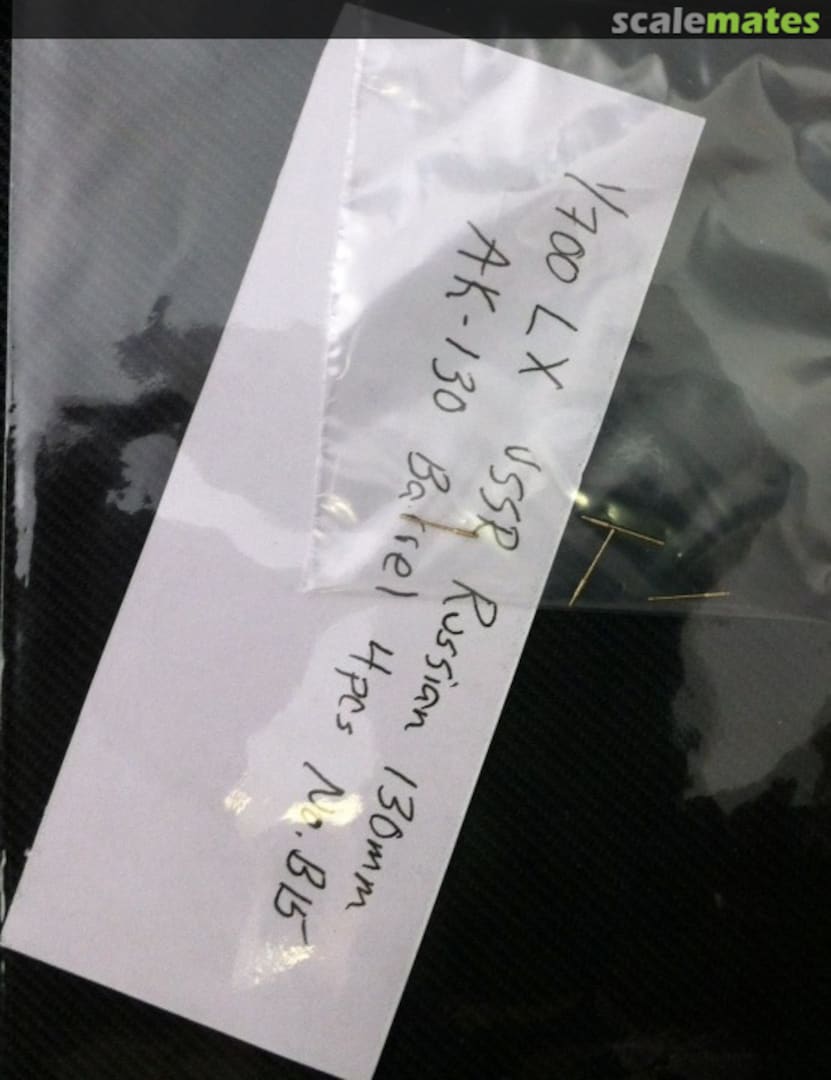 scalemates
1/700 LX USSR Russian 130mm
AK-130 Barrel 4pcs No. B15